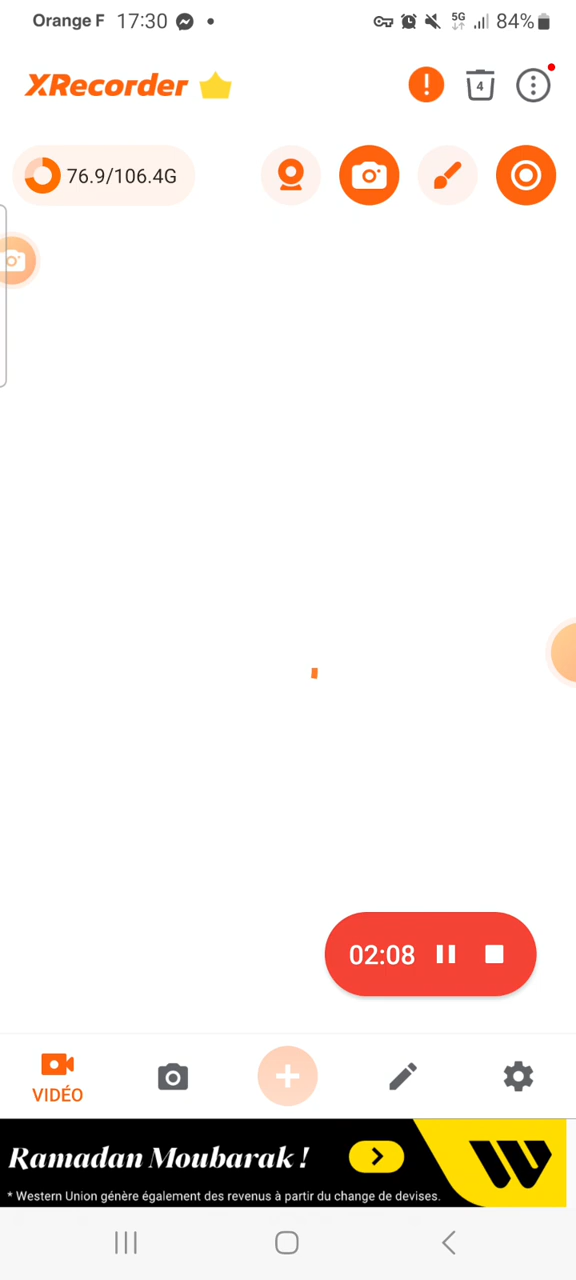 Orange F 17:30
5G 84%
XRecorder
4
76.9/106.4G
02:08
VIDÉO
Ramadan Moubarak !
* Western Union génère également des revenus à partir du change de devises.